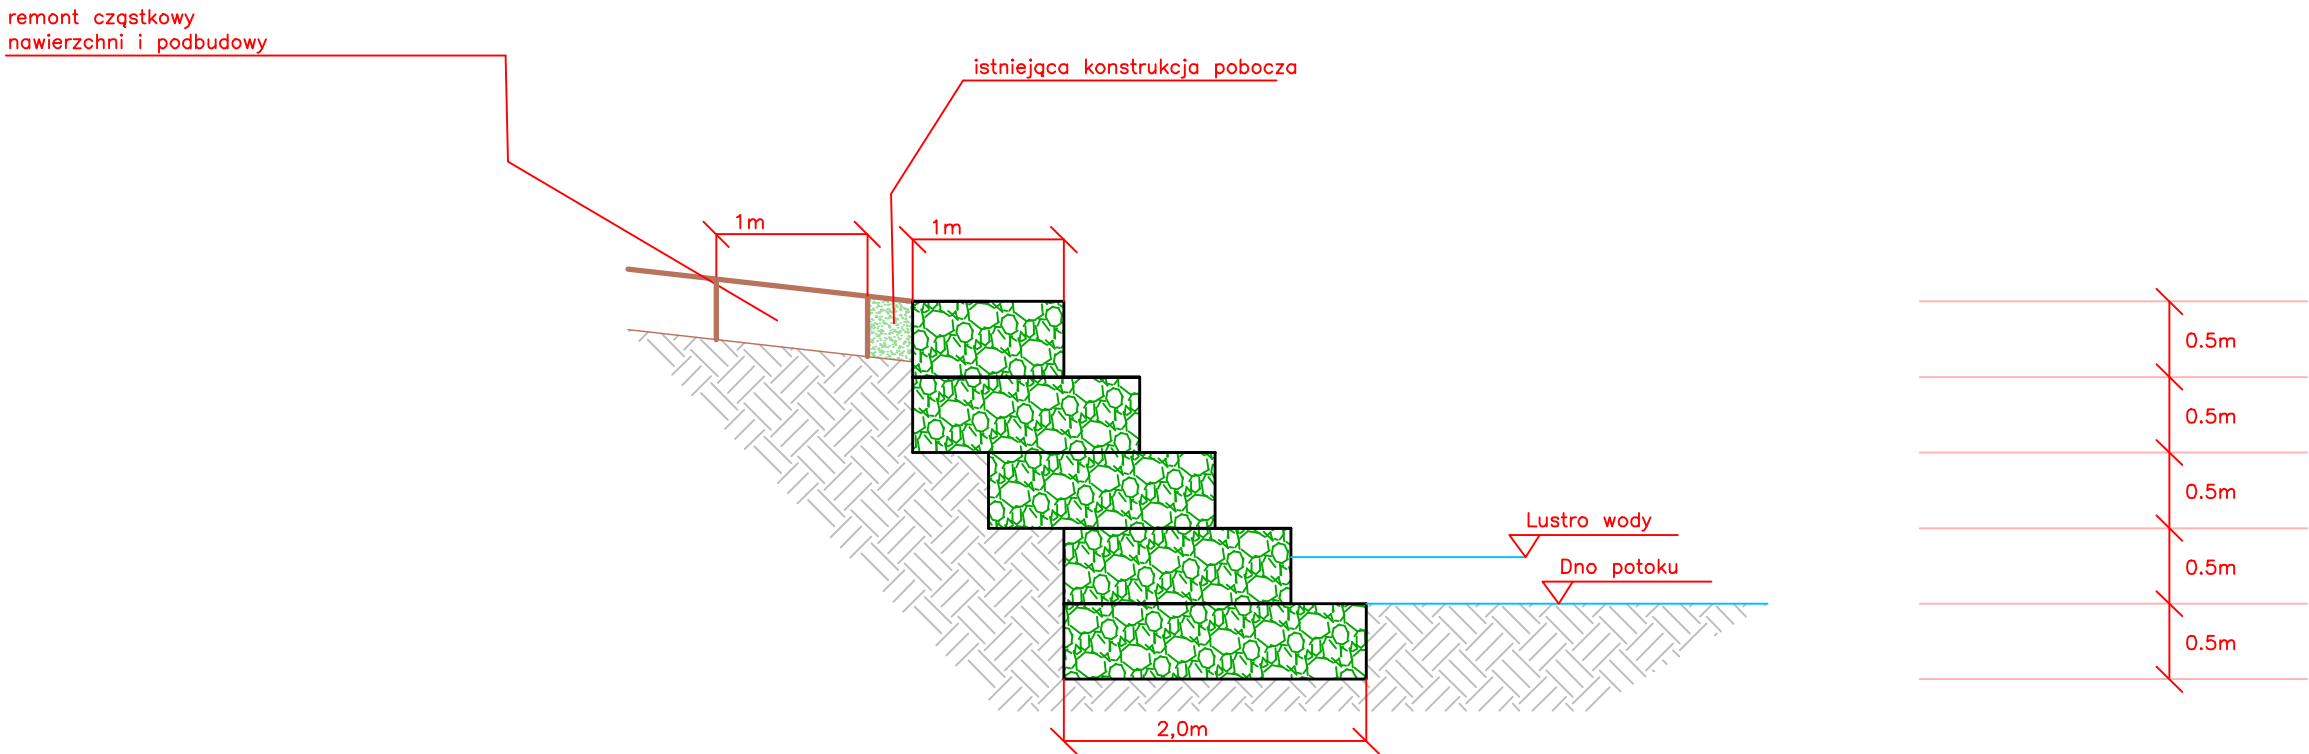 remont cząstkowy
nawierzchni i podbudowy
istniejąca konstrukcja pobocza
1m
1m
0.5m
0.5m
0.5m
Lustro wody
Dno potoku
0.5m
0.5m
2,0m